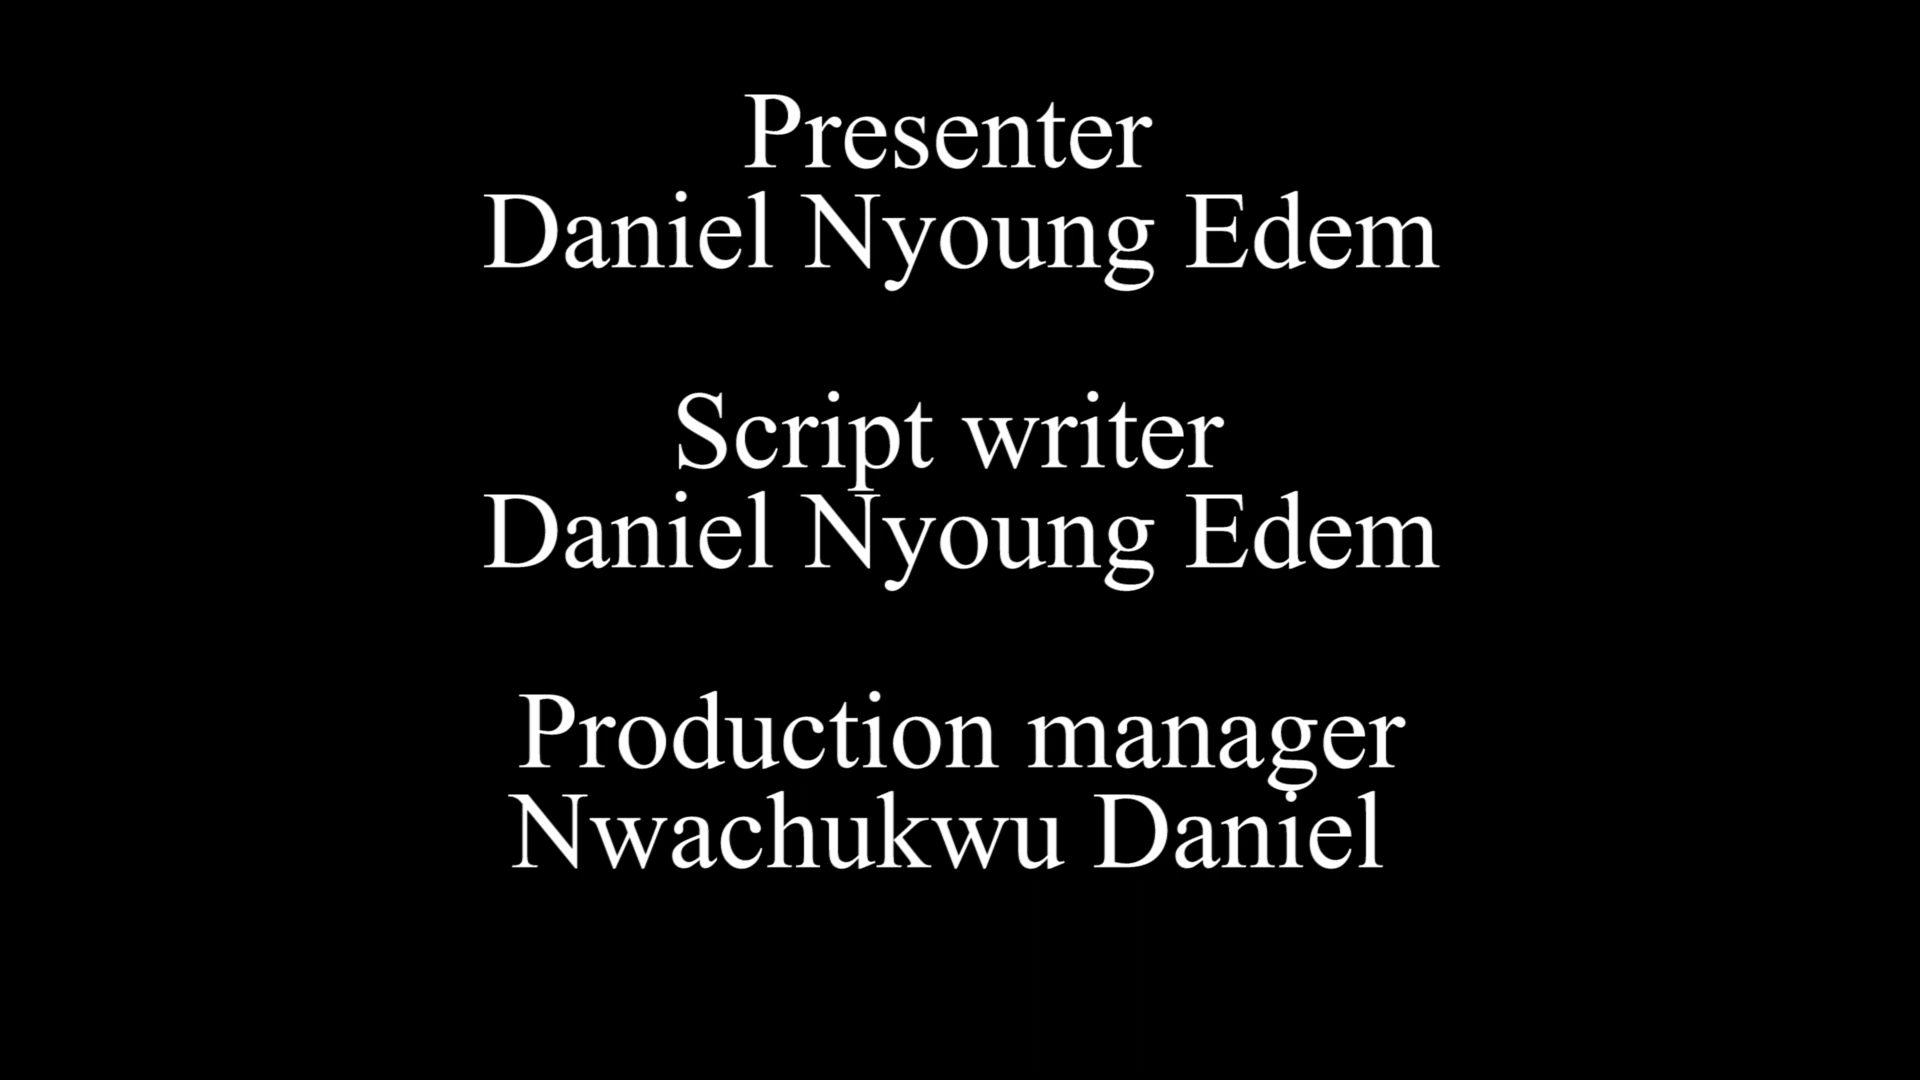 Presenter
Daniel Nyoung Edem
Script writer
Daniel Nyoung Edem
Production manager
Nwachukwu Daniel